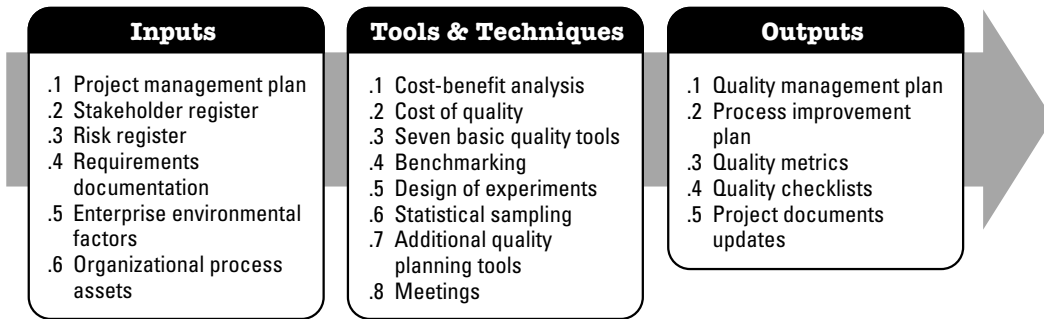 Inputs
.1 Project management plan
.2 Stakeholder register
.3 Risk register
.4 Requirements
documentation
.5 Enterprise environmental
factors
.6 Organizational process
assets
Tools & Techniques
.1 Cost-benefit analysis
.2 Cost of quality
.3 Seven basic quality tools
.4 Benchmarking
.5 Design of experiments
.6 Statistical sampling
.7 Additional quality
planning tools
.8 Meetings
Outputs
.1 Quality management plan
.2 Process improvement
plan
.3 Quality metrics
.4 Quality checklists
.5 Project documents
updates